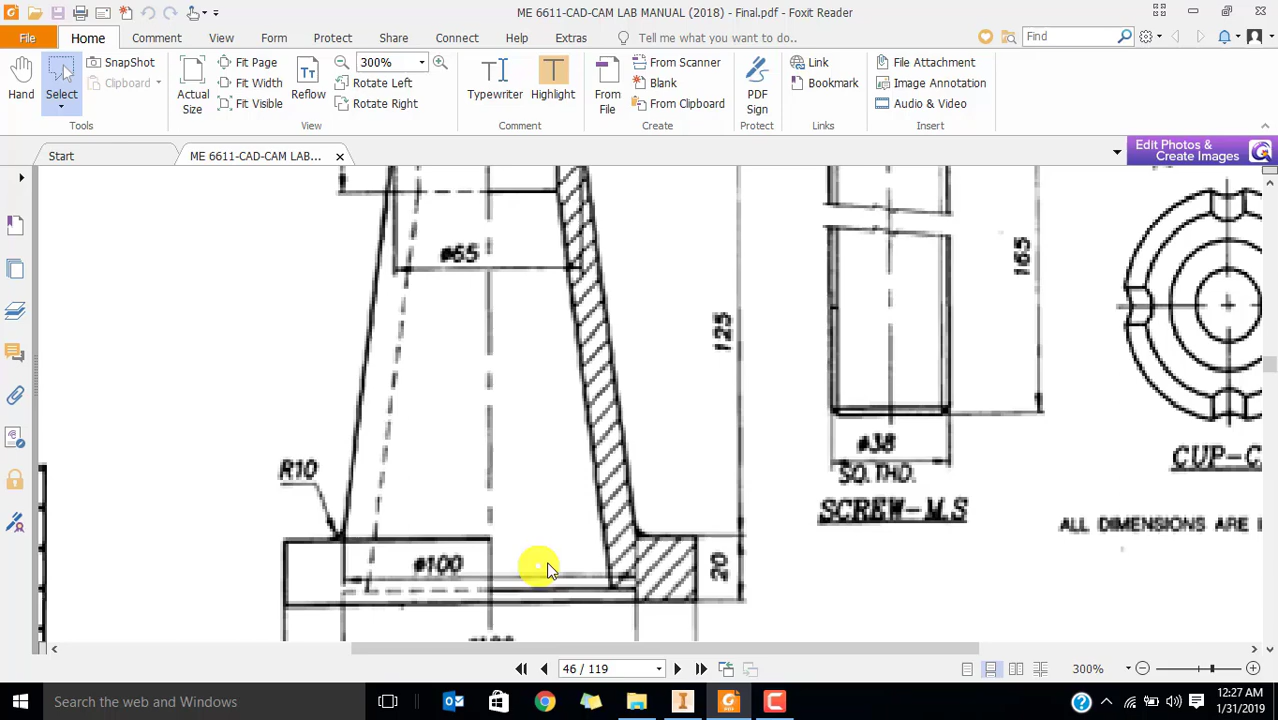 ME 6611-CAD-CAM LAB MANUAL (2018) - Final.pdf - Foxit Reader
File
Home
Comment
View
Form
Protect
Share
Connect
Help
Extras
Tell me what you want to do..
Find
Hand
Select
SnapShot
Clipboard
Tools
Actual
Size
Fit Page
Fit Width
Fit Visible
Reflow
300%
Rotate Left
Rotate Right
View
Typewriter
Highlight
Comment
From
File
From Scanner
Blank
From Clipboard
Create
PDF
Sign
Protect
Link
Bookmark
Links
File Attachment
Image Annotation
Audio & Video
Insert
Start
ME 6611-CAD-CAM LAB...
Edit Photos &
Create Images
ø65
125
165
R10
ø38
SQ.THD.
SCREW-M.S
CUP-C
ALL DIMENSIONS ARE
ø100
20
46 / 119
300%
Search the web and Windows
12:27 AM
1/31/2019